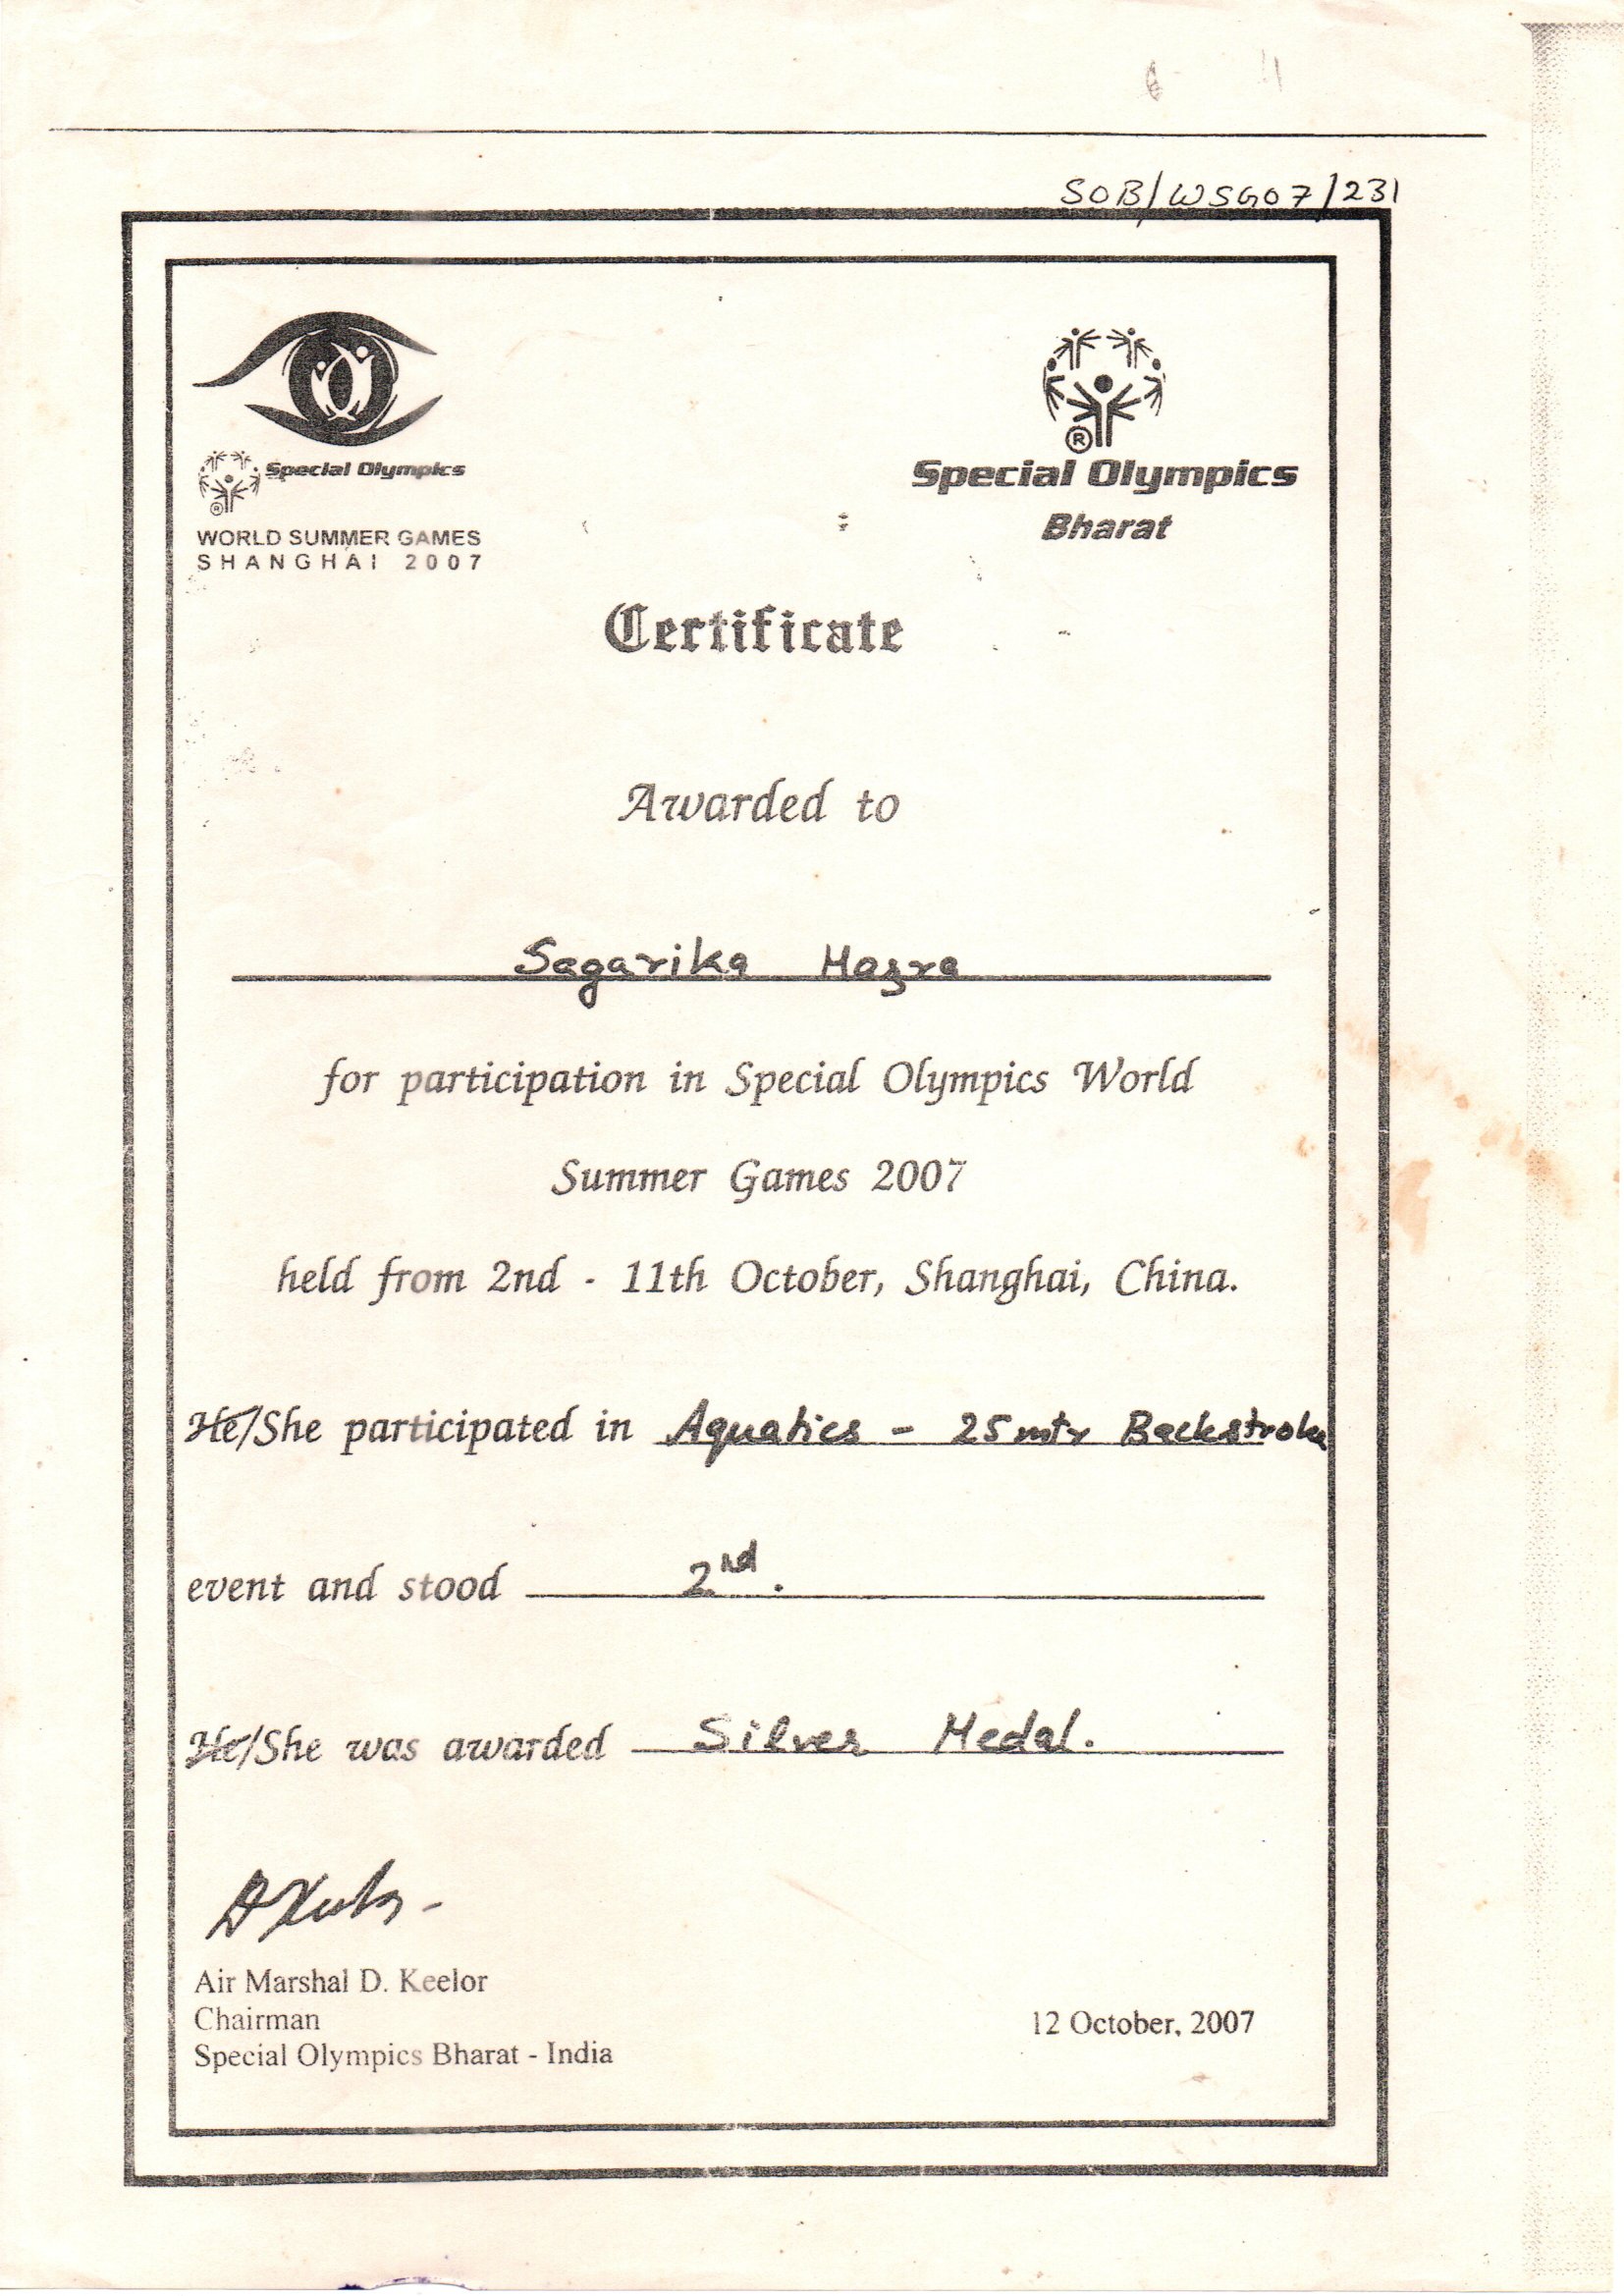 SOB/WSG07/231
Special Olympics
WORLD SUMMER GAMES
SHANGHAI 2007
Special Olympics
Bharat
Certificate
Awarded to
Sagarika Hazra
for participation in Special Olympics World
Summer Games 2007
held from 2nd - 11th October, Shanghai, China.
He/She participated in Aquatics - 25 mtr Backstroke
event and stood 2nd.
He/She was awarded Silver Medal.
Air Marshal D. Keelor
Chairman
Special Olympics Bharat - India
12 October, 2007